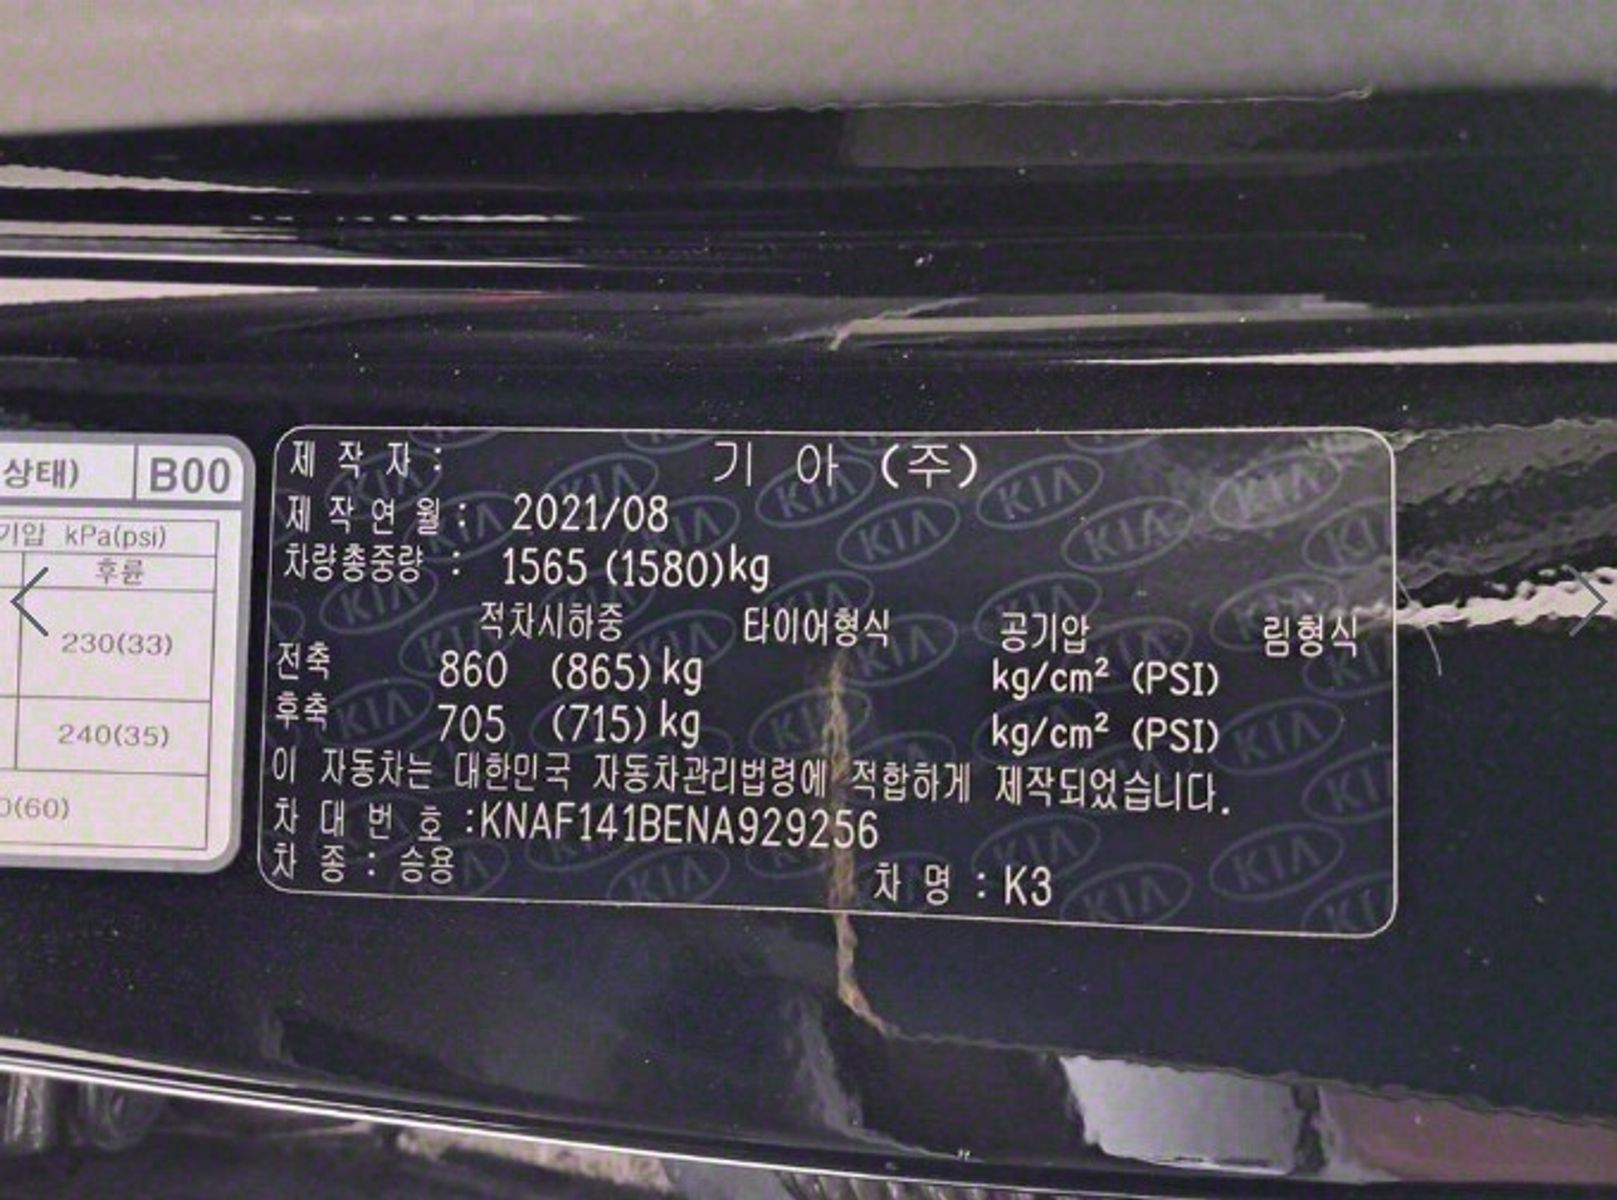 상태) B00
기압 kPa(psi)
후륜
230(33)
240(35)
0(60)
제 작 자 : 기 아 (주)
제 작 연 월 : 2021/08
차량총중량 : 1565 (1580)kg
적차시하중 타이어형식 공기압 림형식
전축 860 (865)kg kg/cm² (PSI)
후축 705 (715)kg kg/cm² (PSI)
이 자동차는 대한민국 자동차관리법령에 적합하게 제작되었습니다.
차 대 번 호 :KNAF141BENA929256
차 종 : 승용 차 명 : K3
KIA